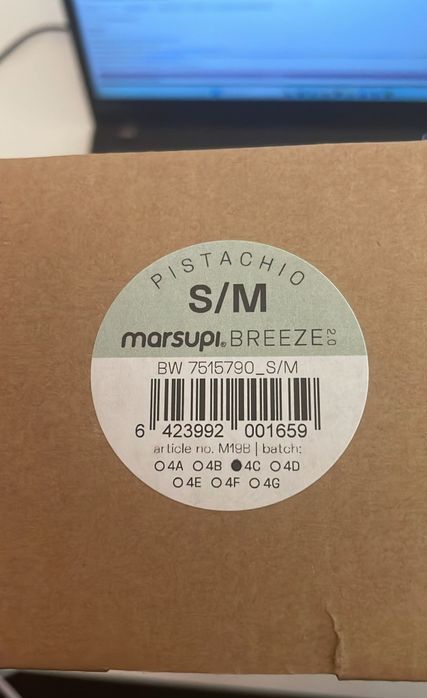 PISTACHIO
S/M
marsupi® BREEZE 2.0
BW 7515790_S/M
6 423992 001659
article no. M19B | batch:
○ 4A ○ 4B ● 4C ○ 4D
○ 4E ○ 4F ○ 4G